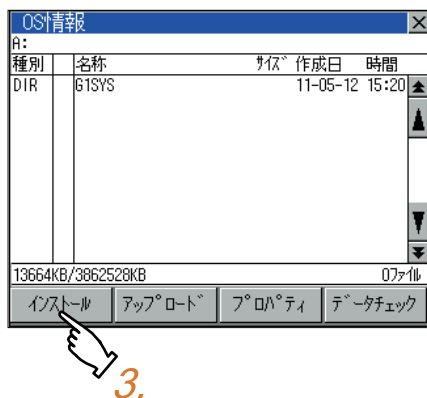 OS情報 ×
A:
種別 名称 ｻｲｽﾞ 作成日 時間
DIR G1SYS 11-05-12 15:20
13664KB/3862528KB 0ﾌｧｲﾙ
ｲﾝｽﾄｰﾙ ｱｯﾌﾟﾛｰﾄﾞ ﾌﾟﾛﾊﾟﾃｨ ﾃﾞｰﾀﾁｪｯｸ
3.